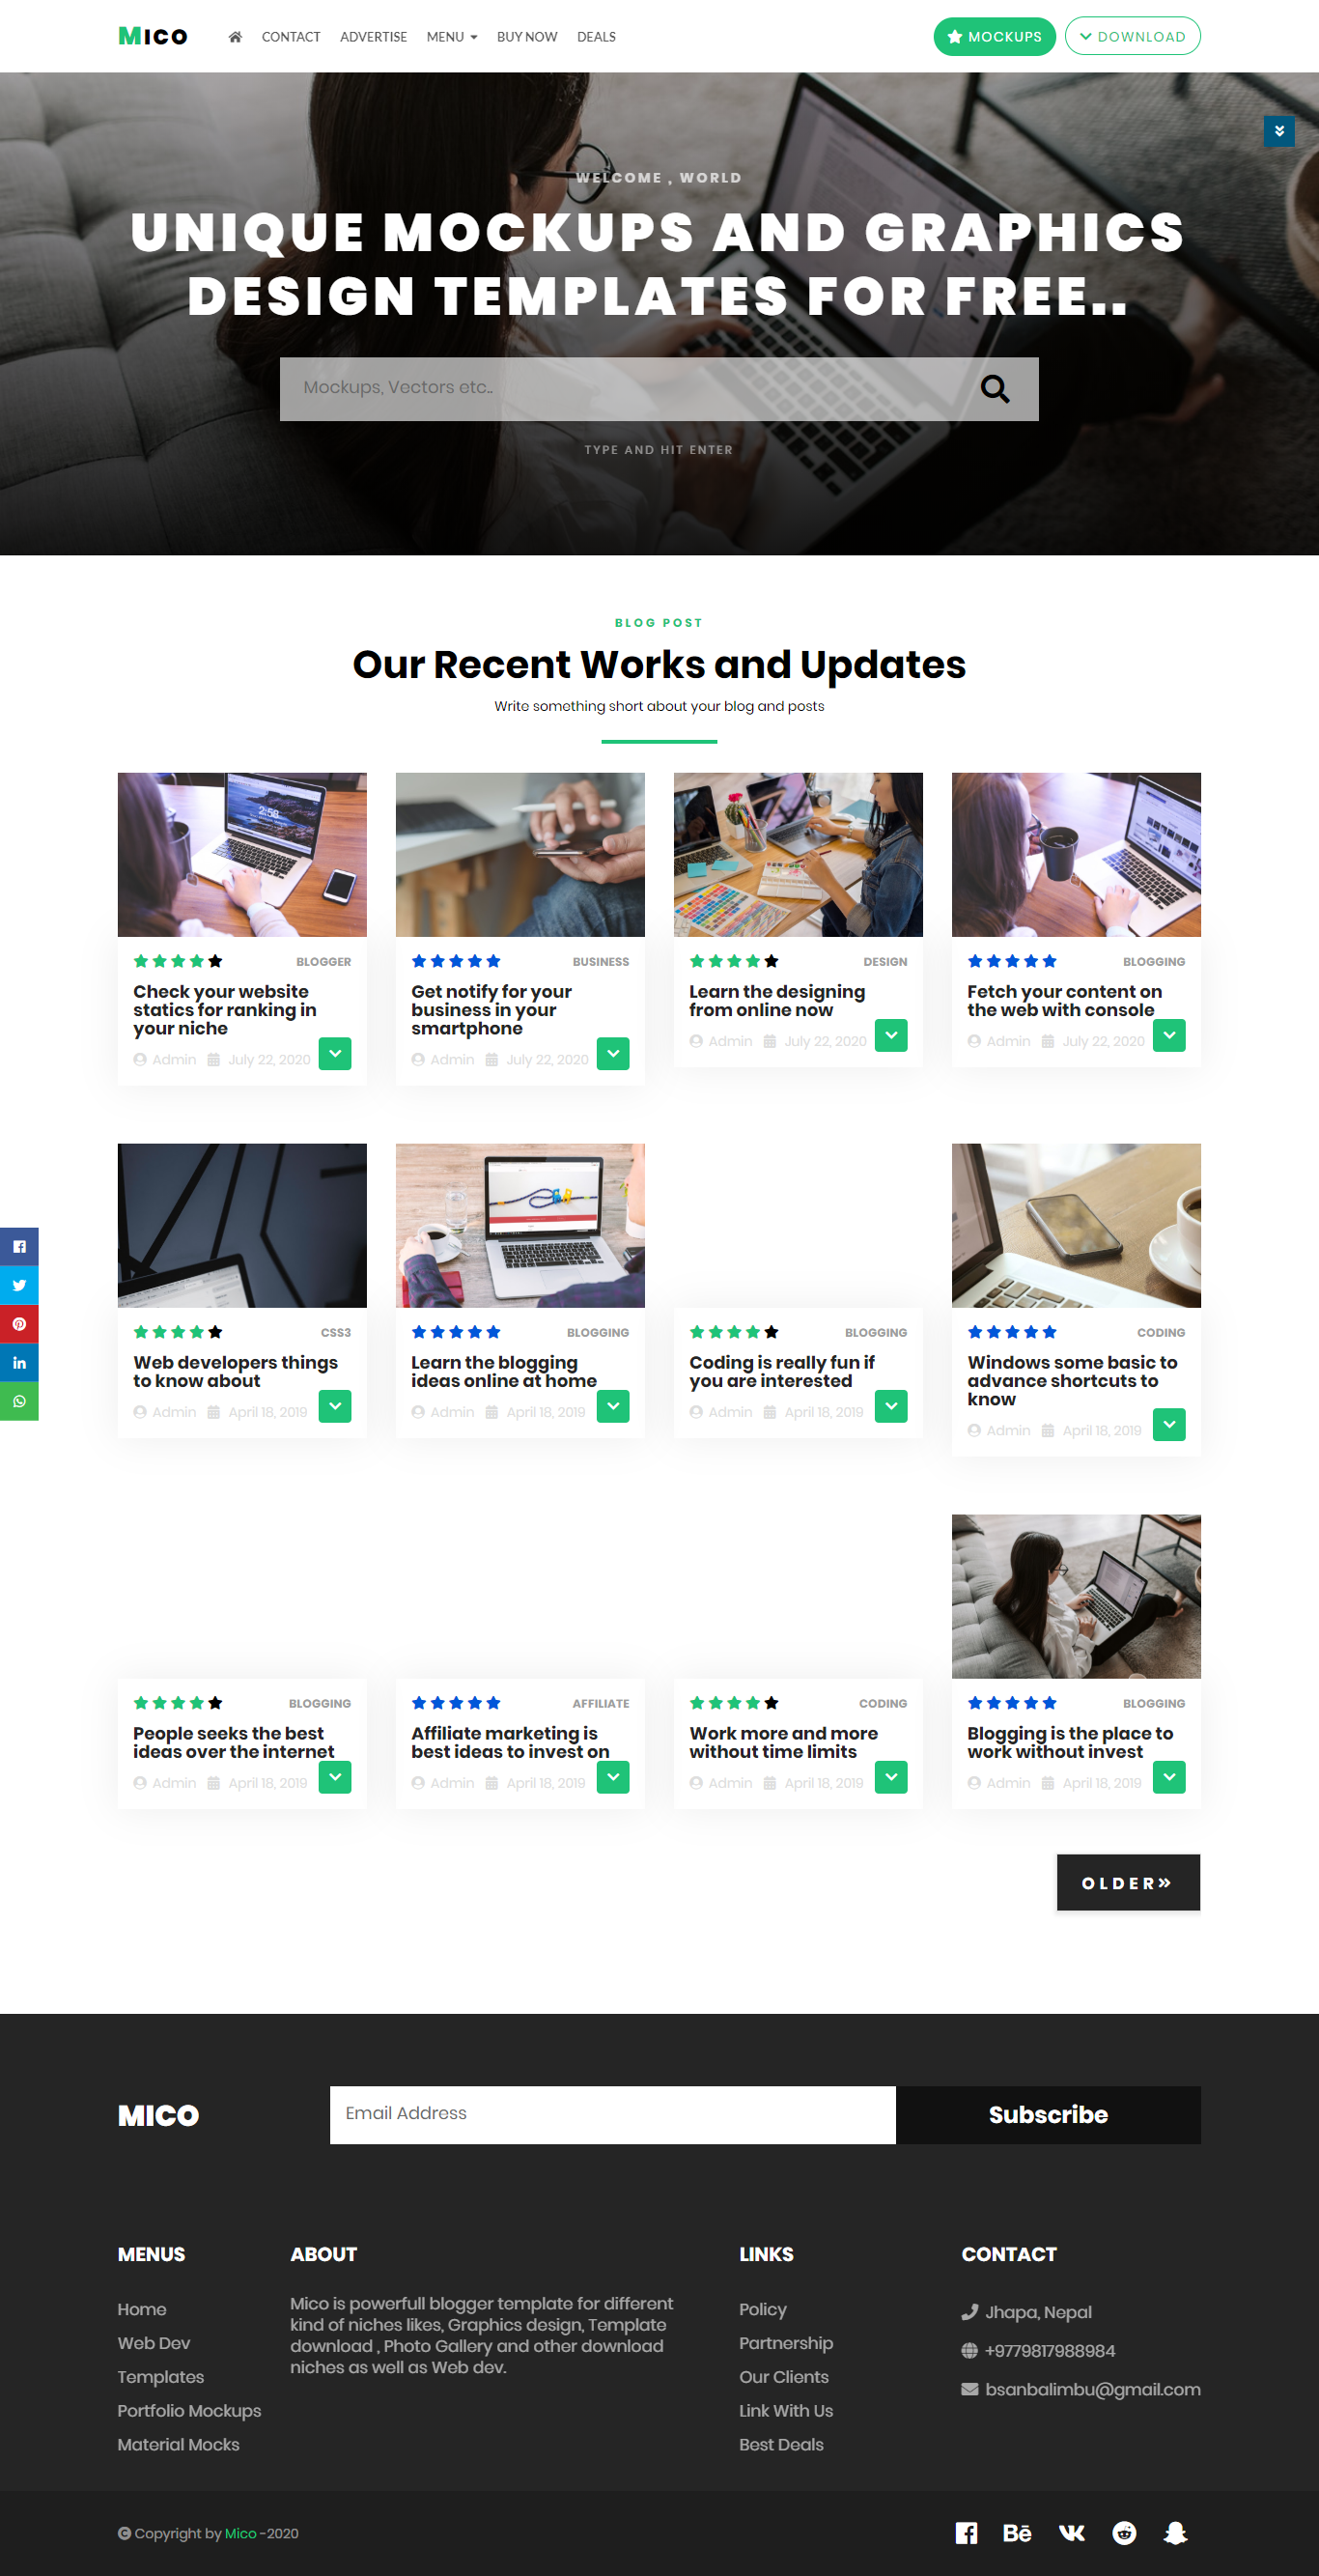 MICO
CONTACT ADVERTISE MENU BUY NOW DEALS
MOCKUPS
DOWNLOAD
WELCOME , WORLD
UNIQUE MOCKUPS AND GRAPHICS
DESIGN TEMPLATES FOR FREE..
Mockups, Vectors etc..
TYPE AND HIT ENTER
BLOG POST
Our Recent Works and Updates
Write something short about your blog and posts
2:58
BLOGGER
Check your website
statics for ranking in
your niche
Admin July 22, 2020
BUSINESS
Get notify for your
business in your
smartphone
Admin July 22, 2020
DESIGN
Learn the designing
from online now
Admin July 22, 2020
BLOGGING
Fetch your content on
the web with console
Admin July 22, 2020
CSS3
Web developers things
to know about
Admin April 18, 2019
BLOGGING
Learn the blogging
ideas online at home
Admin April 18, 2019
BLOGGING
Coding is really fun if
you are interested
Admin April 18, 2019
CODING
Windows some basic to
advance shortcuts to
know
Admin April 18, 2019
BLOGGING
People seeks the best
ideas over the internet
Admin April 18, 2019
AFFILIATE
Affiliate marketing is
best ideas to invest on
Admin April 18, 2019
CODING
Work more and more
without time limits
Admin April 18, 2019
BLOGGING
Blogging is the place to
work without invest
Admin April 18, 2019
OLDER»
MICO
Email Address
Subscribe
MENUS
Home
Web Dev
Templates
Portfolio Mockups
Material Mocks
ABOUT
Mico is powerfull blogger template for different
kind of niches likes, Graphics design, Template
download , Photo Gallery and other download
niches as well as Web dev.
LINKS
Policy
Partnership
Our Clients
Link With Us
Best Deals
CONTACT
Jhapa, Nepal
+9779817988984
bsanbalimbu@gmail.com
Copyright by Mico -2020